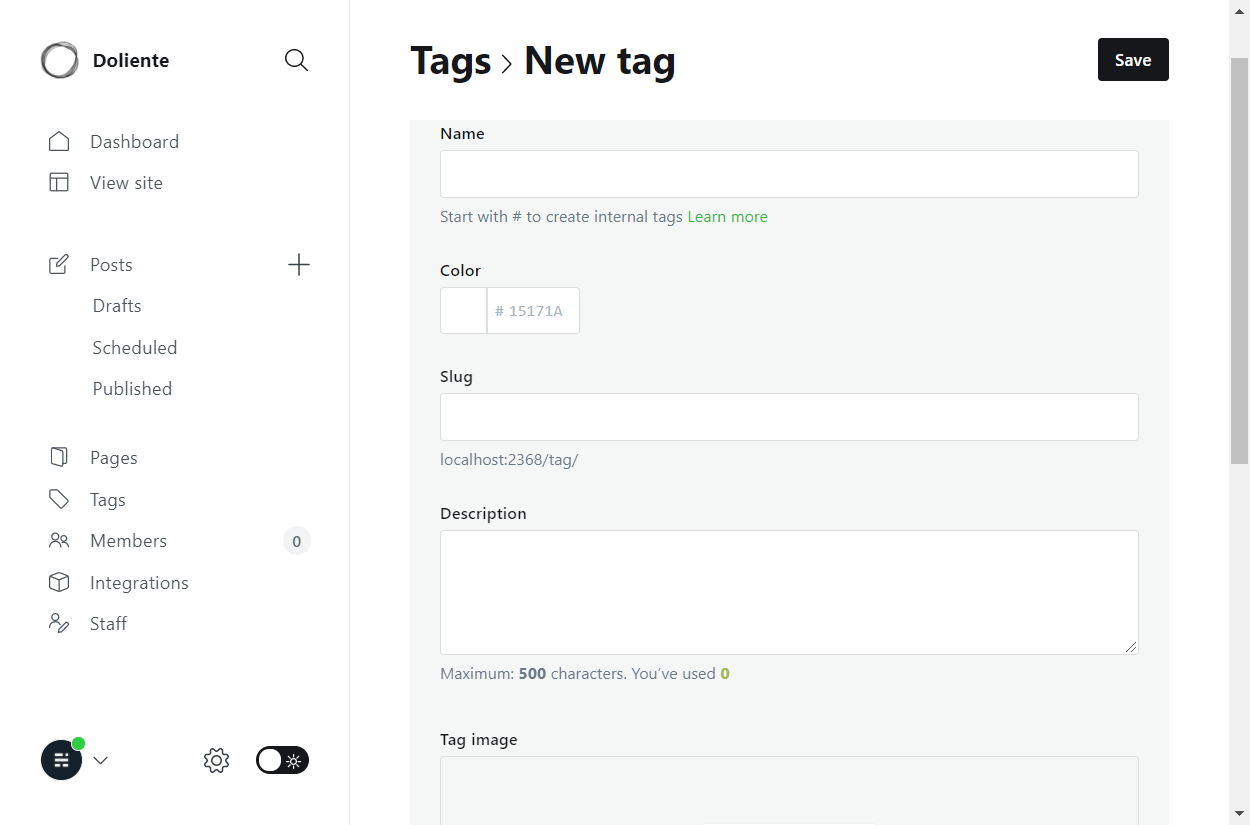 Doliente
Dashboard
View site
Posts
Drafts
Scheduled
Published
Pages
Tags
Members 0
Integrations
Staff
Tags > New tag
Save
Name
Start with # to create internal tags Learn more
Color
# 15171A
Slug
localhost:2368/tag/
Description
Maximum: 500 characters. You’ve used 0
Tag image